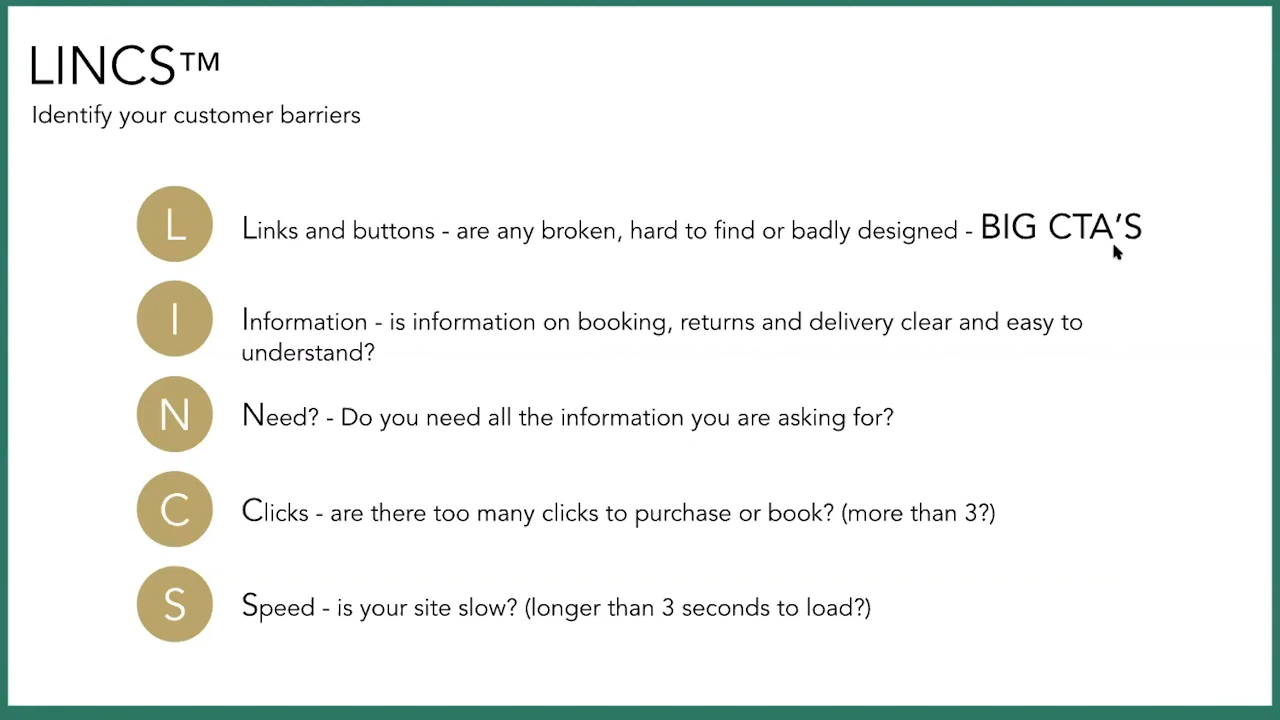 LINCS™
Identify your customer barriers
L
Links and buttons - are any broken, hard to find or badly designed - BIG CTA'S
I
Information - is information on booking, returns and delivery clear and easy to
understand?
N
Need? - Do you need all the information you are asking for?
C
Clicks - are there too many clicks to purchase or book? (more than 3?)
S
Speed - is your site slow? (longer than 3 seconds to load?)